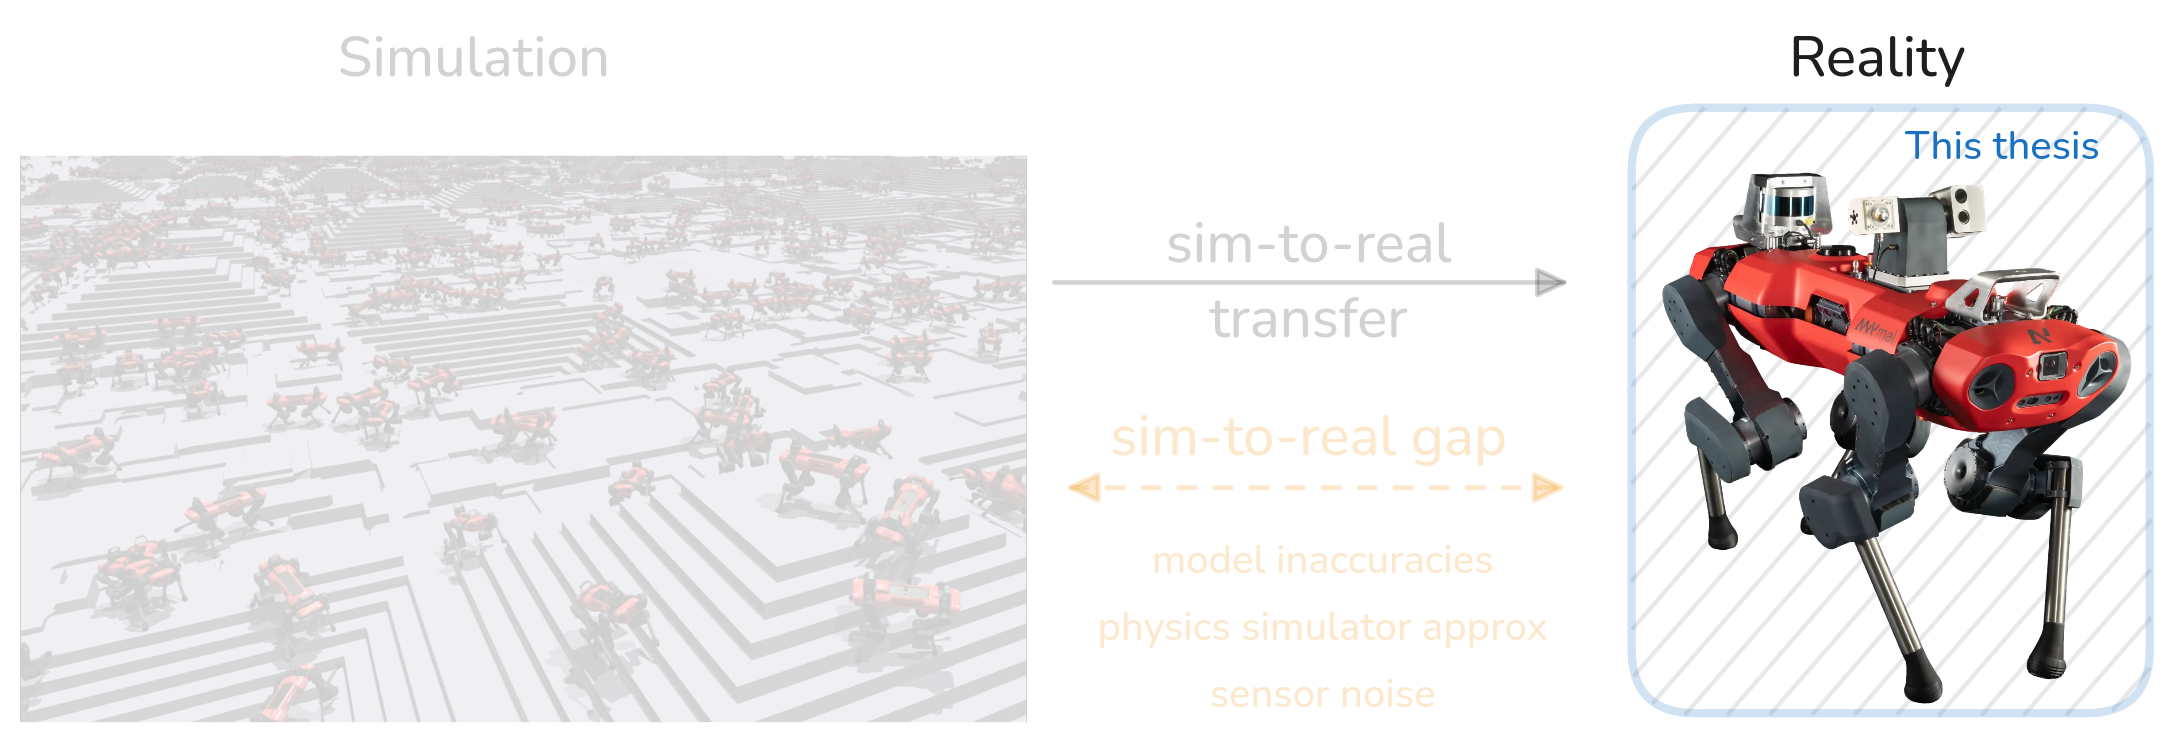 Simulation
Reality
This thesis
sim-to-real
transfer
ANYmal
sim-to-real gap
model inaccuracies
physics simulator approx
sensor noise